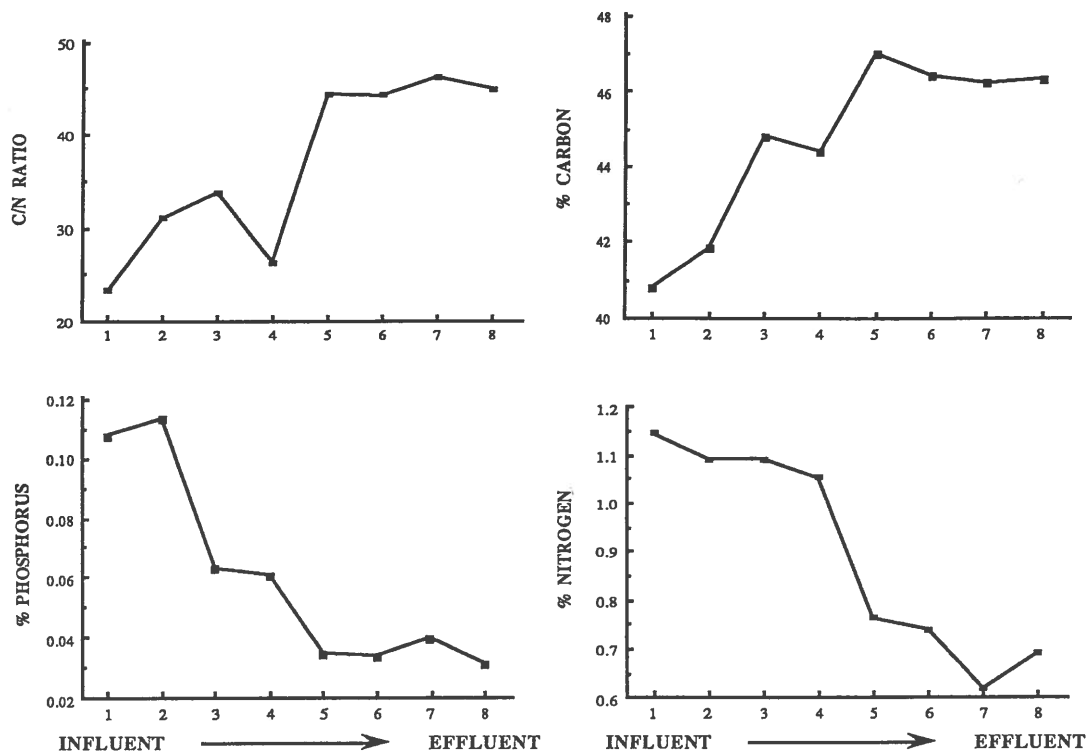 C/N RATIO
50
40
30
20
1 2 3 4 5 6 7 8
% CARBON
48
46
44
42
40
1 2 3 4 5 6 7 8
% PHOSPHORUS
0.12
0.10
0.08
0.06
0.04
0.02
1 2 3 4 5 6 7 8
INFLUENT EFFLUENT
% NITROGEN
1.2
1.1
1.0
0.9
0.8
0.7
0.6
1 2 3 4 5 6 7 8
INFLUENT EFFLUENT